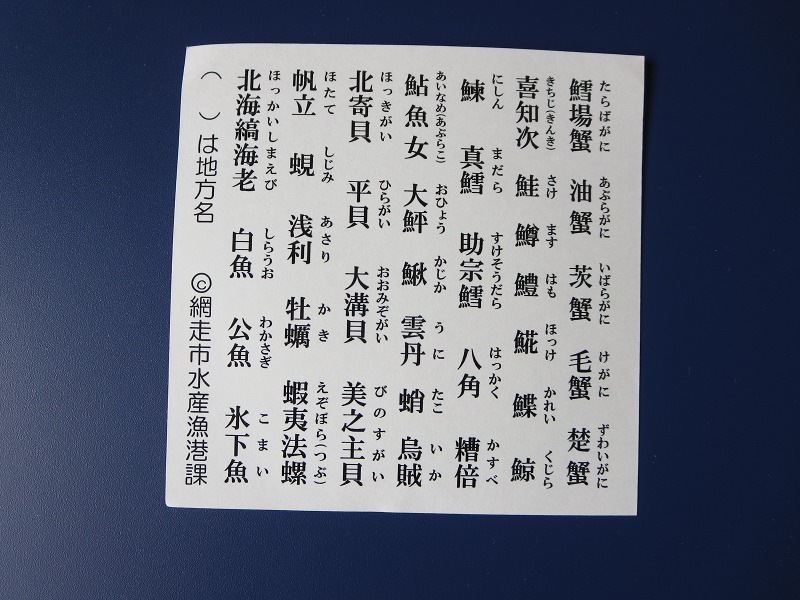 鱈場蟹 油蟹 茨蟹 毛蟹 楚蟹
たらばがに あぶらがに いばらがに けがに ずわいがに
喜知次 鮭 鱒 鱧 𩸽 鰈 鯨
きちじ(きんき) さけ ます はも ほっけ かれい くじら
鰊 真鱈 助宗鱈 八角 糟倍
にしん まだら すけそうだら はっかく かすべ
鮎魚女 大鮃 鰍 雲丹 蛸 烏賊
あいなめ(あぶらこ) おひょう かじか うに たこ いか
北寄貝 平貝 大溝貝 美之主貝
ほっきがい ひらがい おおみぞがい びのすがい
帆立 蜆 浅利 牡蠣 蝦夷法螺
ほたて しじみ あさり かき えぞぼら(つぶ)
北海縞海老 白魚 公魚 氷下魚
ほっかいしまえび しらうお わかさぎ こまい
( )は地方名 ©網走市水産漁港課